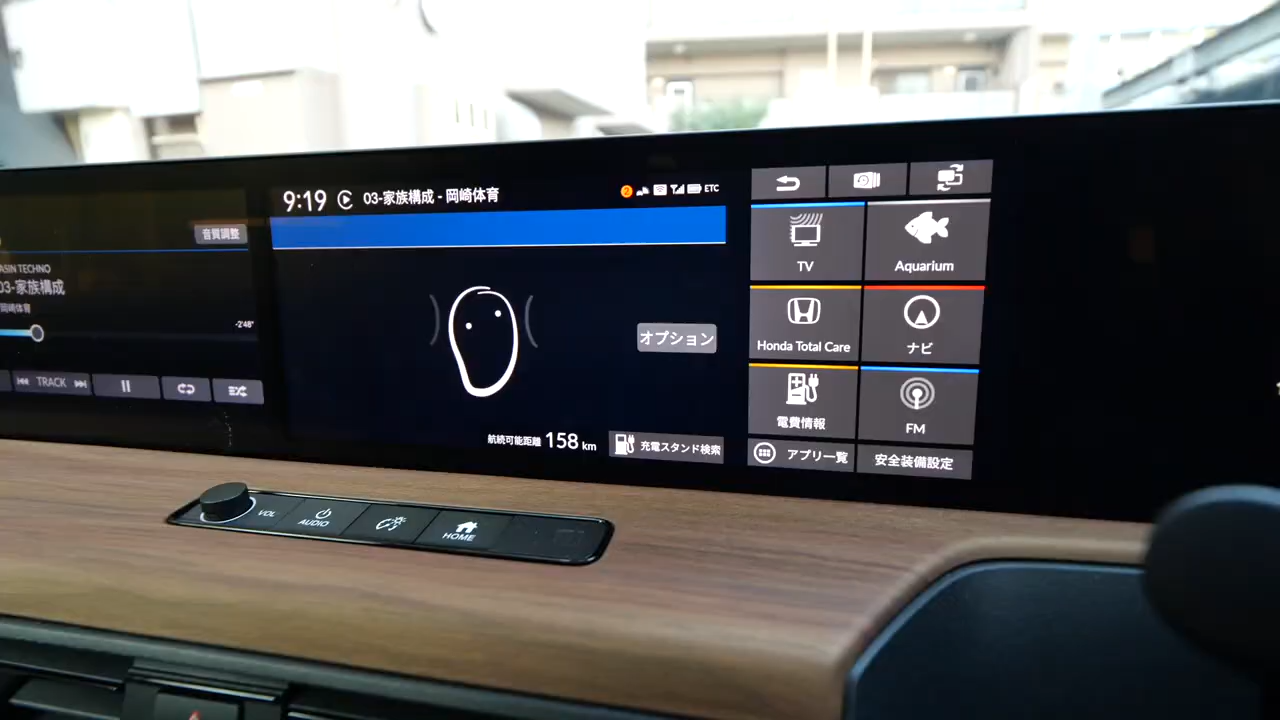 音質調整
ASIN TECHNO
03-家族構成
岡崎体育
-2'48"
TRACK
9:19 03-家族構成 - 岡崎体育
2
ETC
オプション
航続可能距離 158 km
充電スタンド検索
TV
Aquarium
Honda Total Care
ナビ
電費情報
FM
アプリ一覧
安全装備設定
VOL
AUDIO
HOME